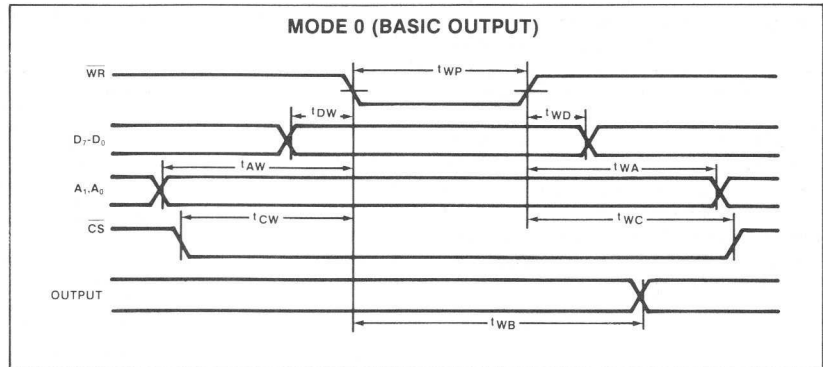 MODE 0 (BASIC OUTPUT)
WR
tWP
tDW
tWD
D7-D0
tAW
tWA
A1,A0
tCW
tWC
CS
OUTPUT
tWB